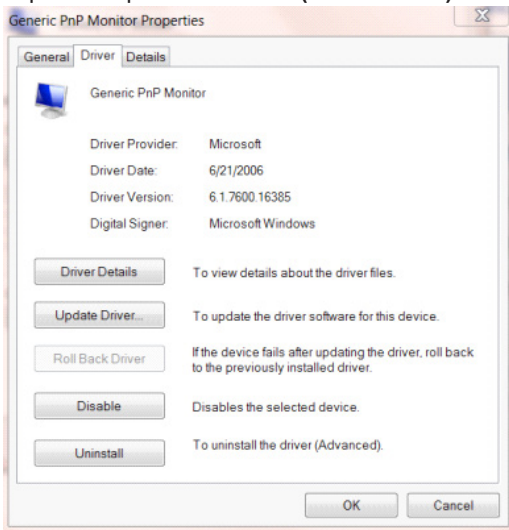 Generic PnP Monitor Properties
General Driver Details
Generic PnP Monitor
Driver Provider: Microsoft
Driver Date: 6/21/2006
Driver Version: 6.1.7600.16385
Digital Signer: Microsoft Windows
Driver Details To view details about the driver files.
Update Driver... To update the driver software for this device.
Roll Back Driver If the device fails after updating the driver, roll back
to the previously installed driver.
Disable Disables the selected device.
Uninstall To uninstall the driver (Advanced).
OK Cancel